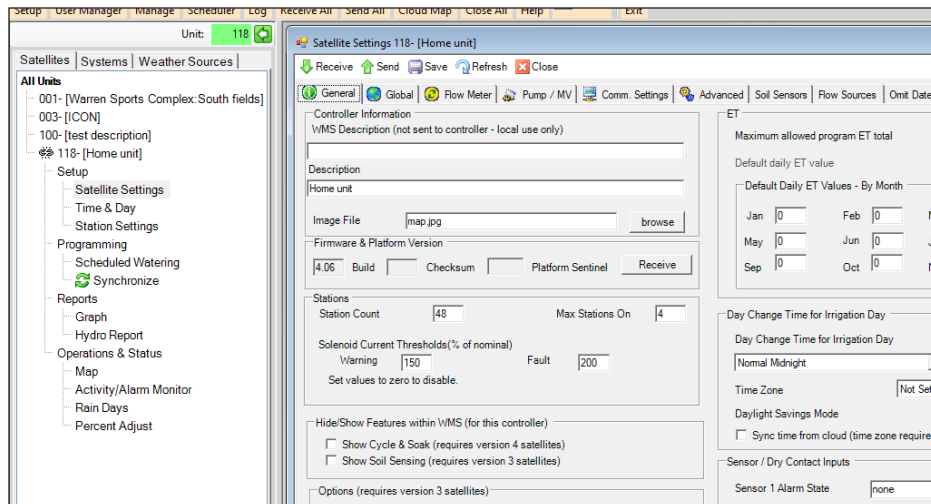 Setup User Manager Manage Scheduler Log Receive All Send All Cloud Map Close All Help Exit
Unit: 118
Satellites Systems Weather Sources
All Units
001- [Warren Sports Complex:South fields]
003- [ICON]
100- [test description]
118- [Home unit]
Setup
Satellite Settings
Time & Day
Station Settings
Programming
Scheduled Watering
Synchronize
Reports
Graph
Hydro Report
Operations & Status
Map
Activity/Alarm Monitor
Rain Days
Percent Adjust
Satellite Settings 118- [Home unit]
Receive Send Save Refresh Close
General Global Flow Meter Pump / MV Comm. Settings Advanced Soil Sensors Flow Sources Omit Date
Controller Information
WMS Description (not sent to controller - local use only)
Description
Home unit
Image File map.jpg browse
Firmware & Platform Version
4.06 Build Checksum Platform Sentinel Receive
Stations
Station Count 48 Max Stations On 4
Solenoid Current Thresholds(% of nominal)
Warning 150 Fault 200
Set values to zero to disable.
Hide/Show Features within WMS (for this controller)
Show Cycle & Soak (requires version 4 satellites)
Show Soil Sensing (requires version 3 satellites)
Options (requires version 3 satellites)
ET
Maximum allowed program ET total
Default daily ET value
Default Daily ET Values - By Month
Jan 0 Feb 0
May 0 Jun 0
Sep 0 Oct 0
Day Change Time for Irrigation Day
Day Change Time for Irrigation Day
Normal Midnight
Time Zone Not Set
Daylight Savings Mode
Sync time from cloud (time zone require
Sensor / Dry Contact Inputs
Sensor 1 Alarm State none